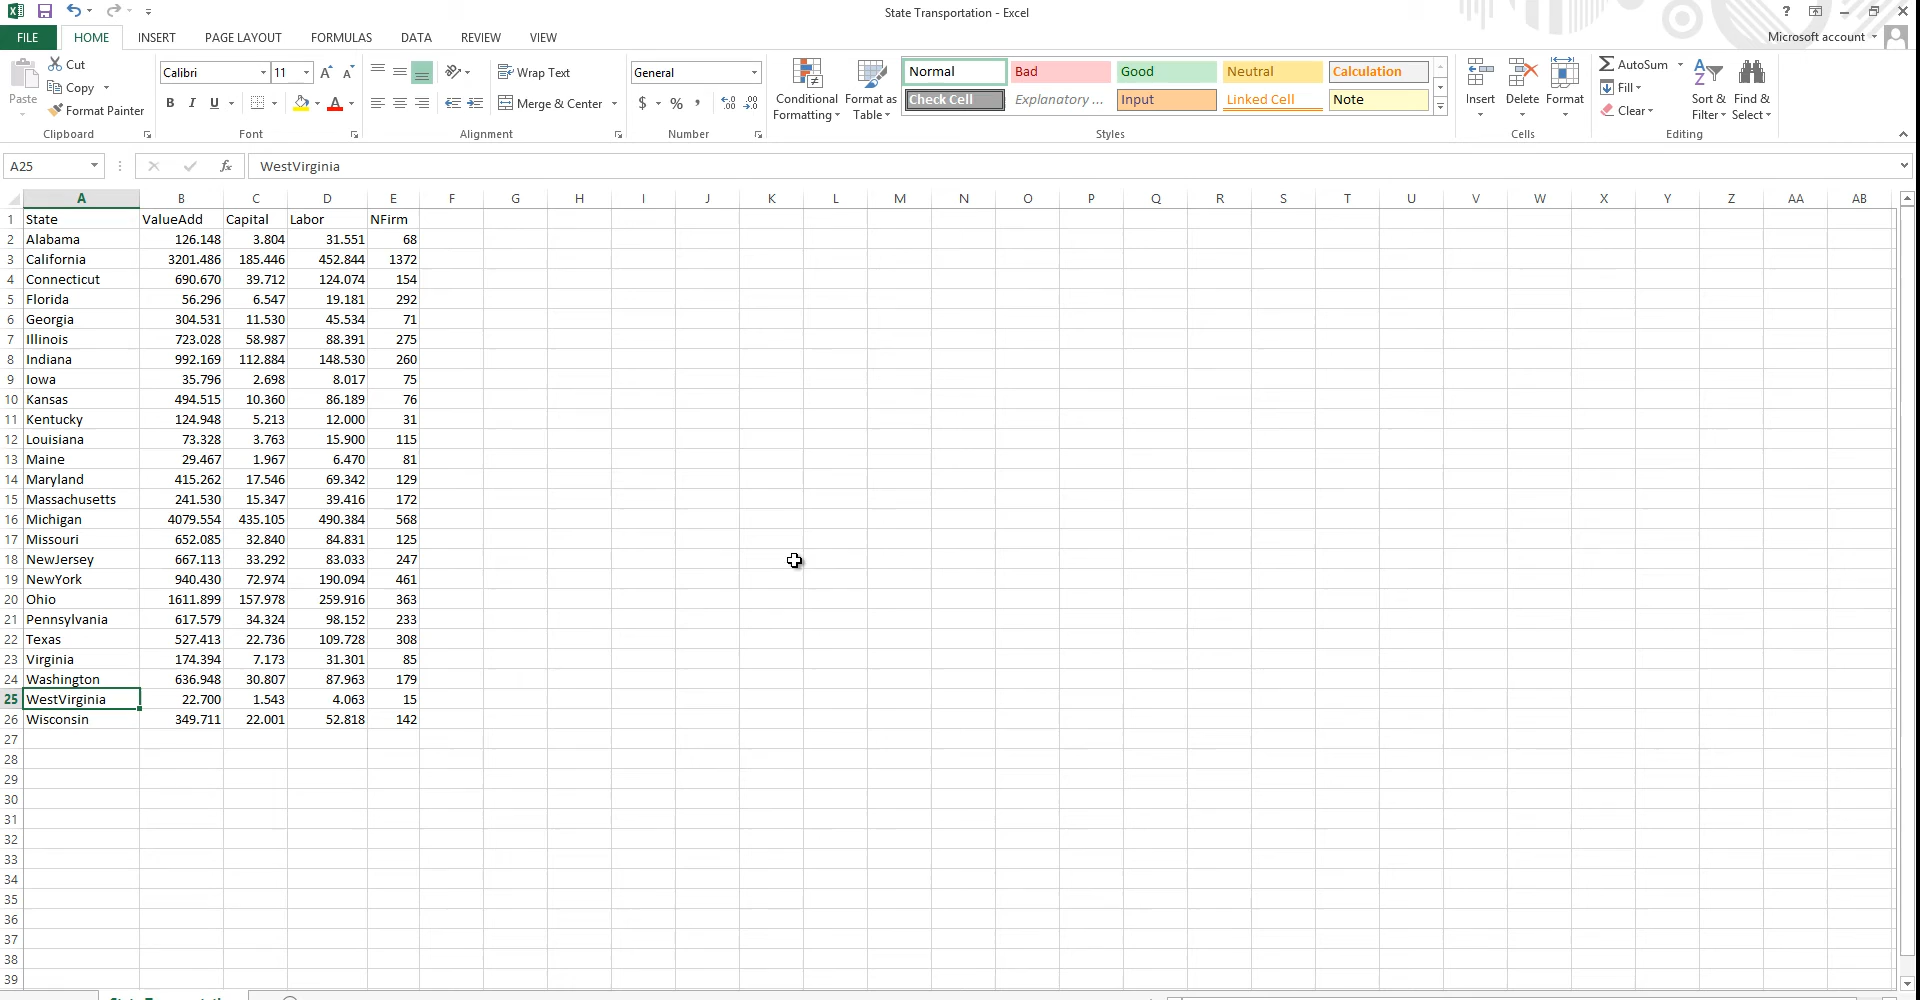 State Transportation - Excel
?
FILE HOME INSERT PAGE LAYOUT FORMULAS DATA REVIEW VIEW Microsoft account
Paste
Cut
Copy
Format Painter
Clipboard
Calibri 11
B I U
Font
Wrap Text
Merge & Center
Alignment
General
$ % ,
Number
Conditional Formatting
Format as Table
Normal Bad Good Neutral Calculation
Check Cell Explanatory ... Input Linked Cell Note
Styles
Insert Delete Format
Cells
AutoSum
Fill
Clear
Sort & Filter
Find & Select
Editing
A25 fx WestVirginia
A B C D E F G H I J K L M N O P Q R S T U V W X Y Z AA AB
1 State ValueAdd Capital Labor NFirm
2 Alabama 126.148 3.804 31.551 68
3 California 3201.486 185.446 452.844 1372
4 Connecticut 690.670 39.712 124.074 154
5 Florida 56.296 6.547 19.181 292
6 Georgia 304.531 11.530 45.534 71
7 Illinois 723.028 58.987 88.391 275
8 Indiana 992.169 112.884 148.530 260
9 Iowa 35.796 2.698 8.017 75
10 Kansas 494.515 10.360 86.189 76
11 Kentucky 124.948 5.213 12.000 31
12 Louisiana 73.328 3.763 15.900 115
13 Maine 29.467 1.967 6.470 81
14 Maryland 415.262 17.546 69.342 129
15 Massachusetts 241.530 15.347 39.416 172
16 Michigan 4079.554 435.105 490.384 568
17 Missouri 652.085 32.840 84.831 125
18 NewJersey 667.113 33.292 83.033 247
19 NewYork 940.430 72.974 190.094 461
20 Ohio 1611.899 157.978 259.916 363
21 Pennsylvania 617.579 34.324 98.152 233
22 Texas 527.413 22.736 109.728 308
23 Virginia 174.394 7.173 31.301 85
24 Washington 636.948 30.807 87.963 179
25 WestVirginia 22.700 1.543 4.063 15
26 Wisconsin 349.711 22.001 52.818 142
27
28
29
30
31
32
33
34
35
36
37
38
39